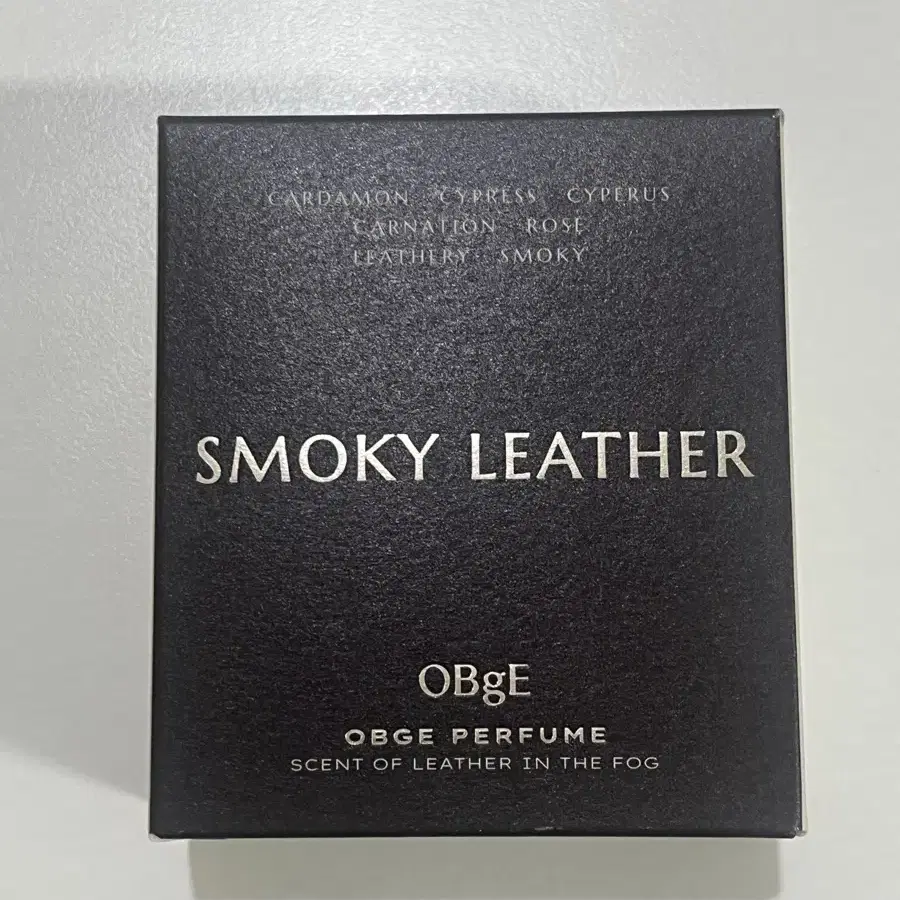 CARDAMON CYPRESS CYPERUS
CARNATION ROSE
LEATHERY SMOKY
SMOKY LEATHER
OBgE
OBGE PERFUME
SCENT OF LEATHER IN THE FOG